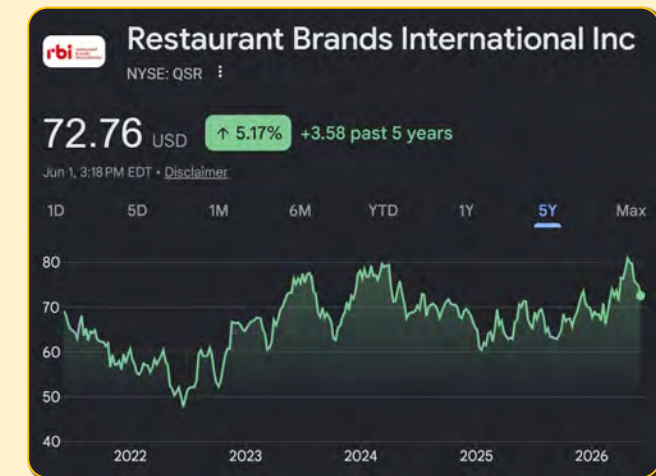 Restaurant Brands International Inc
rbi
NYSE: QSR
72.76 USD ↑ 5.17% +3.58 past 5 years
Jun 1, 3:18 PM EDT • Disclaimer
1D 5D 1M 6M YTD 1Y 5Y Max
80
70
60
50
40
2022 2023 2024 2025 2026